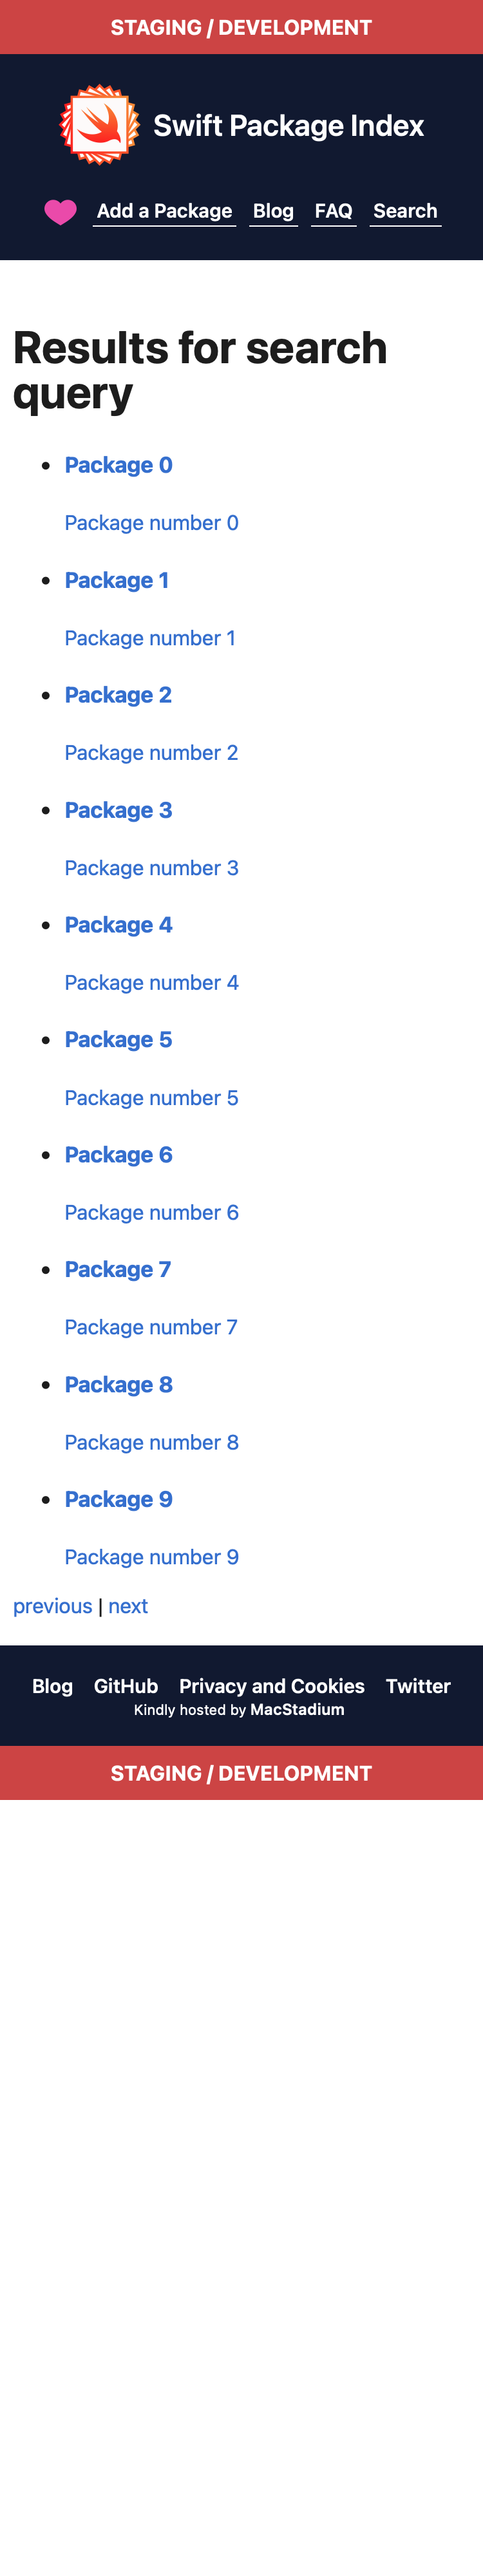 STAGING / DEVELOPMENT
Swift Package Index
Add a Package Blog FAQ Search
Results for search
query
Package 0
Package number 0
Package 1
Package number 1
Package 2
Package number 2
Package 3
Package number 3
Package 4
Package number 4
Package 5
Package number 5
Package 6
Package number 6
Package 7
Package number 7
Package 8
Package number 8
Package 9
Package number 9
previous | next
Blog GitHub Privacy and Cookies Twitter
Kindly hosted by MacStadium
STAGING / DEVELOPMENT